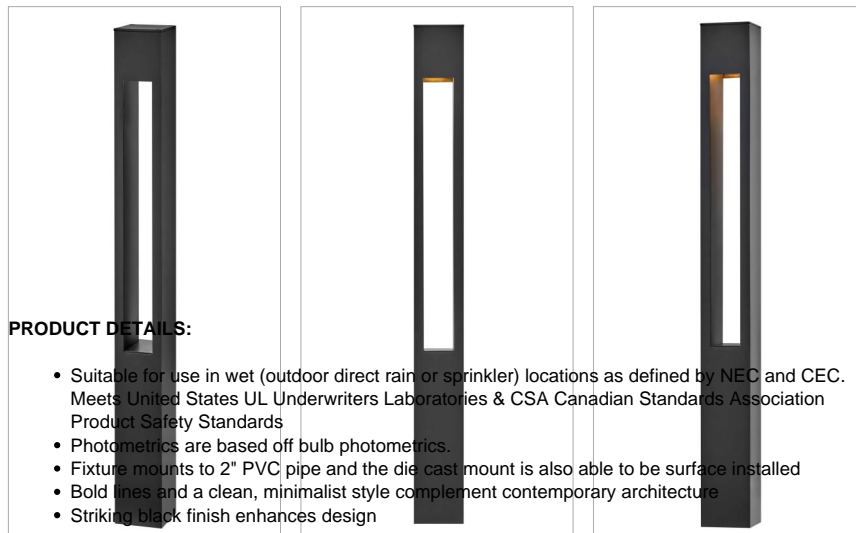 PRODUCT DETAILS:
• Suitable for use in wet (outdoor direct rain or sprinkler) locations as defined by NEC and CEC.
Meets United States UL Underwriters Laboratories & CSA Canadian Standards Association
Product Safety Standards
• Photometrics are based off bulb photometrics.
• Fixture mounts to 2" PVC pipe and the die cast mount is also able to be surface installed
• Bold lines and a clean, minimalist style complement contemporary architecture
• Striking black finish enhances design